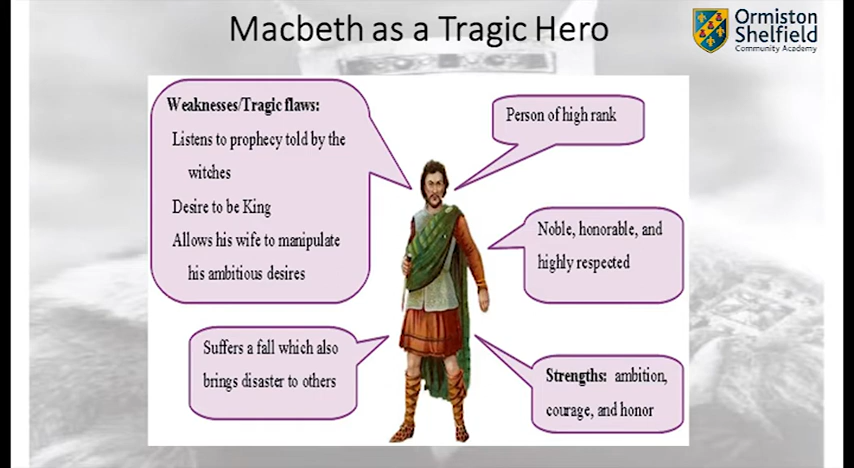 Macbeth as a Tragic Hero
Ormiston
Shelfield
Community Academy
Weaknesses/Tragic flaws:
Listens to prophecy told by the
witches
Desire to be King
Allows his wife to manipulate
his ambitious desires
Person of high rank
Noble, honorable, and
highly respected
Suffers a fall which also
brings disaster to others
Strengths: ambition,
courage, and honor